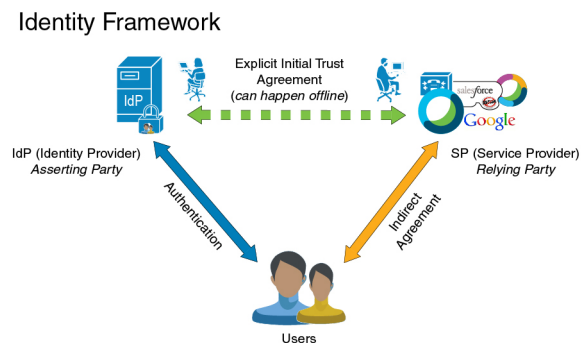 Identity Framework
Explicit Initial Trust
Agreement
(can happen offline)
IdP
salesforce
Google
IdP (Identity Provider)
Asserting Party
SP (Service Provider)
Relying Party
Authentication
Indirect
Agreement
Users